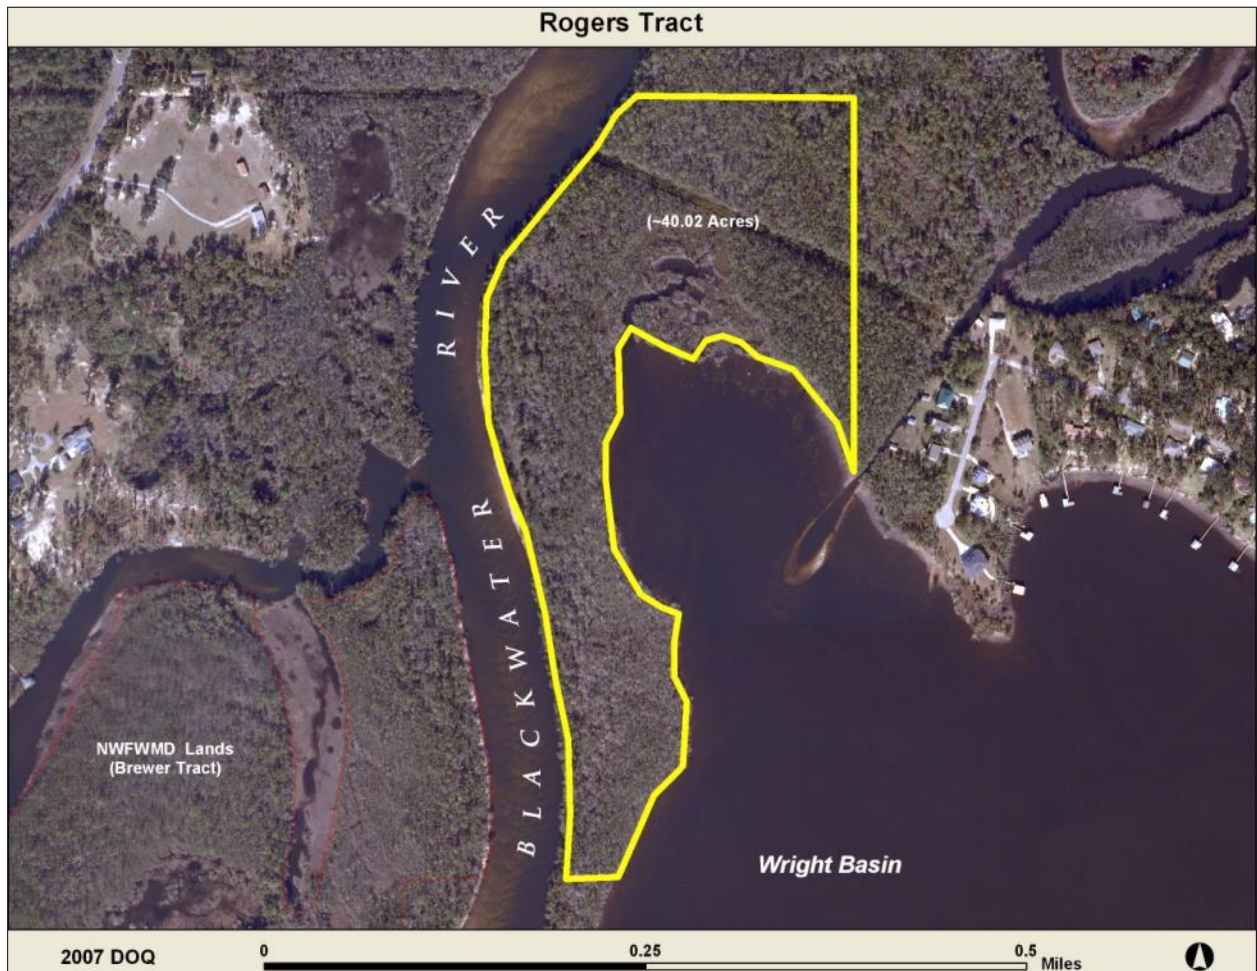 Rogers Tract
(~40.02 Acres)
BLACKWATER RIVER
NWFWMD Lands
(Brewer Tract)
Wright Basin
2007 DOQ
0 0.25 0.5 Miles